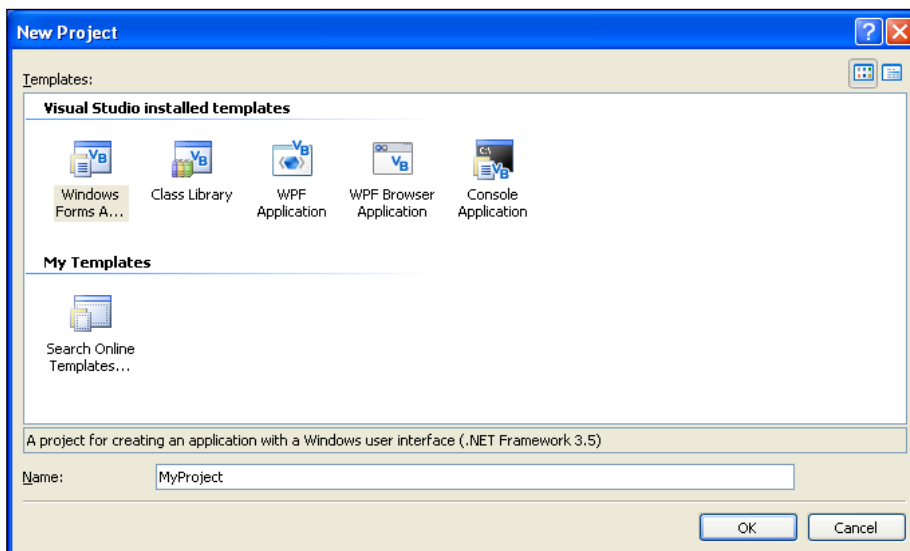 New Project
Templates:
Visual Studio installed templates
Windows Forms A...
Class Library
WPF Application
WPF Browser Application
Console Application
My Templates
Search Online Templates...
A project for creating an application with a Windows user interface (.NET Framework 3.5)
Name: MyProject
OK Cancel